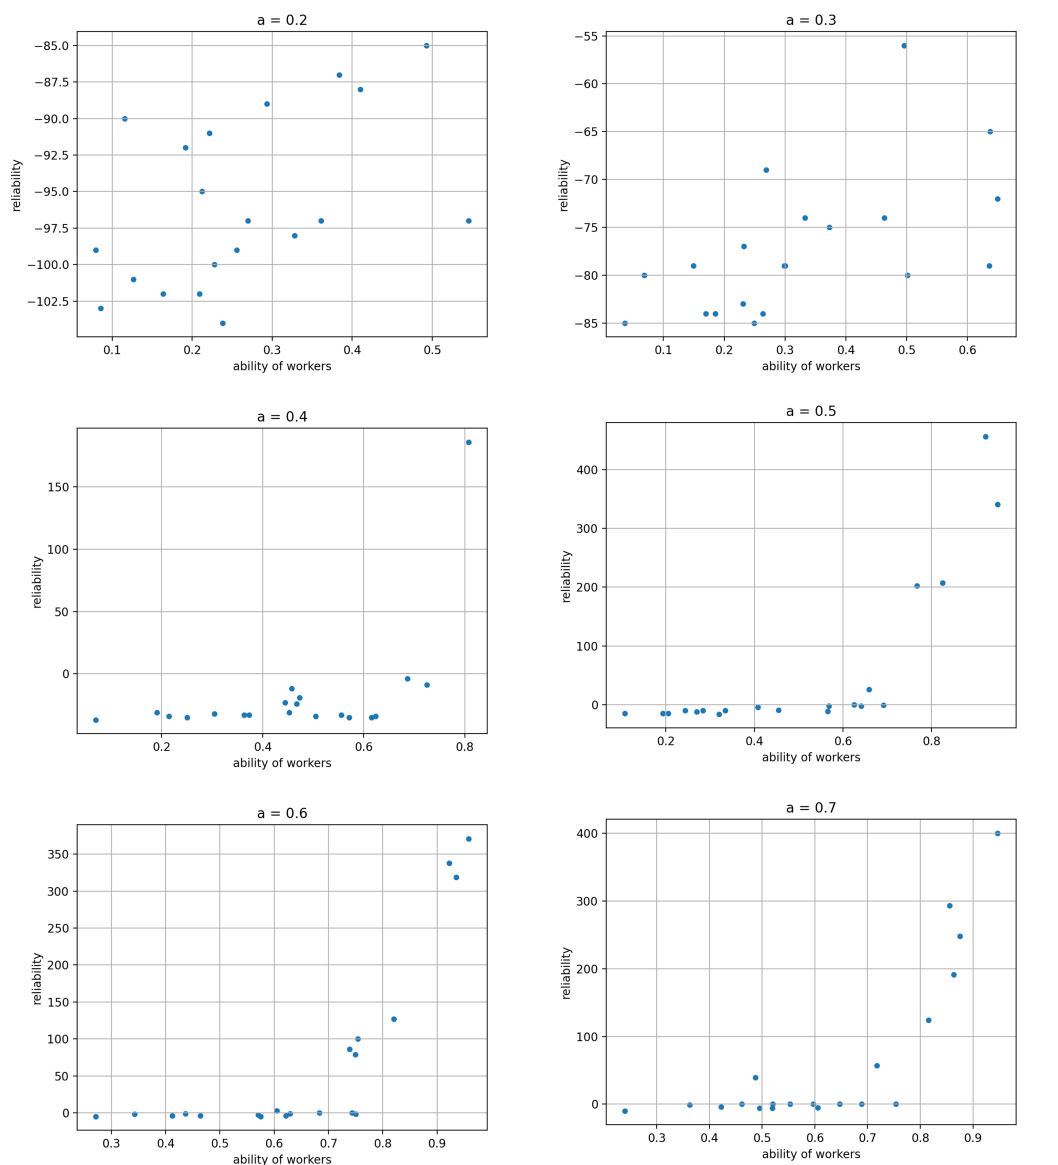 a = 0.2
−85.0
−87.5
−90.0
−92.5
−95.0
−97.5
−100.0
−102.5
reliability
0.1 0.2 0.3 0.4 0.5
ability of workers
a = 0.3
−55
−60
−65
−70
−75
−80
−85
reliability
0.1 0.2 0.3 0.4 0.5 0.6
ability of workers
a = 0.4
150
100
50
0
reliability
0.2 0.4 0.6 0.8
ability of workers
a = 0.5
400
300
200
100
0
reliability
0.2 0.4 0.6 0.8
ability of workers
a = 0.6
350
300
250
200
150
100
50
0
reliability
0.3 0.4 0.5 0.6 0.7 0.8 0.9
ability of workers
a = 0.7
400
300
200
100
0
reliability
0.3 0.4 0.5 0.6 0.7 0.8 0.9
ability of workers